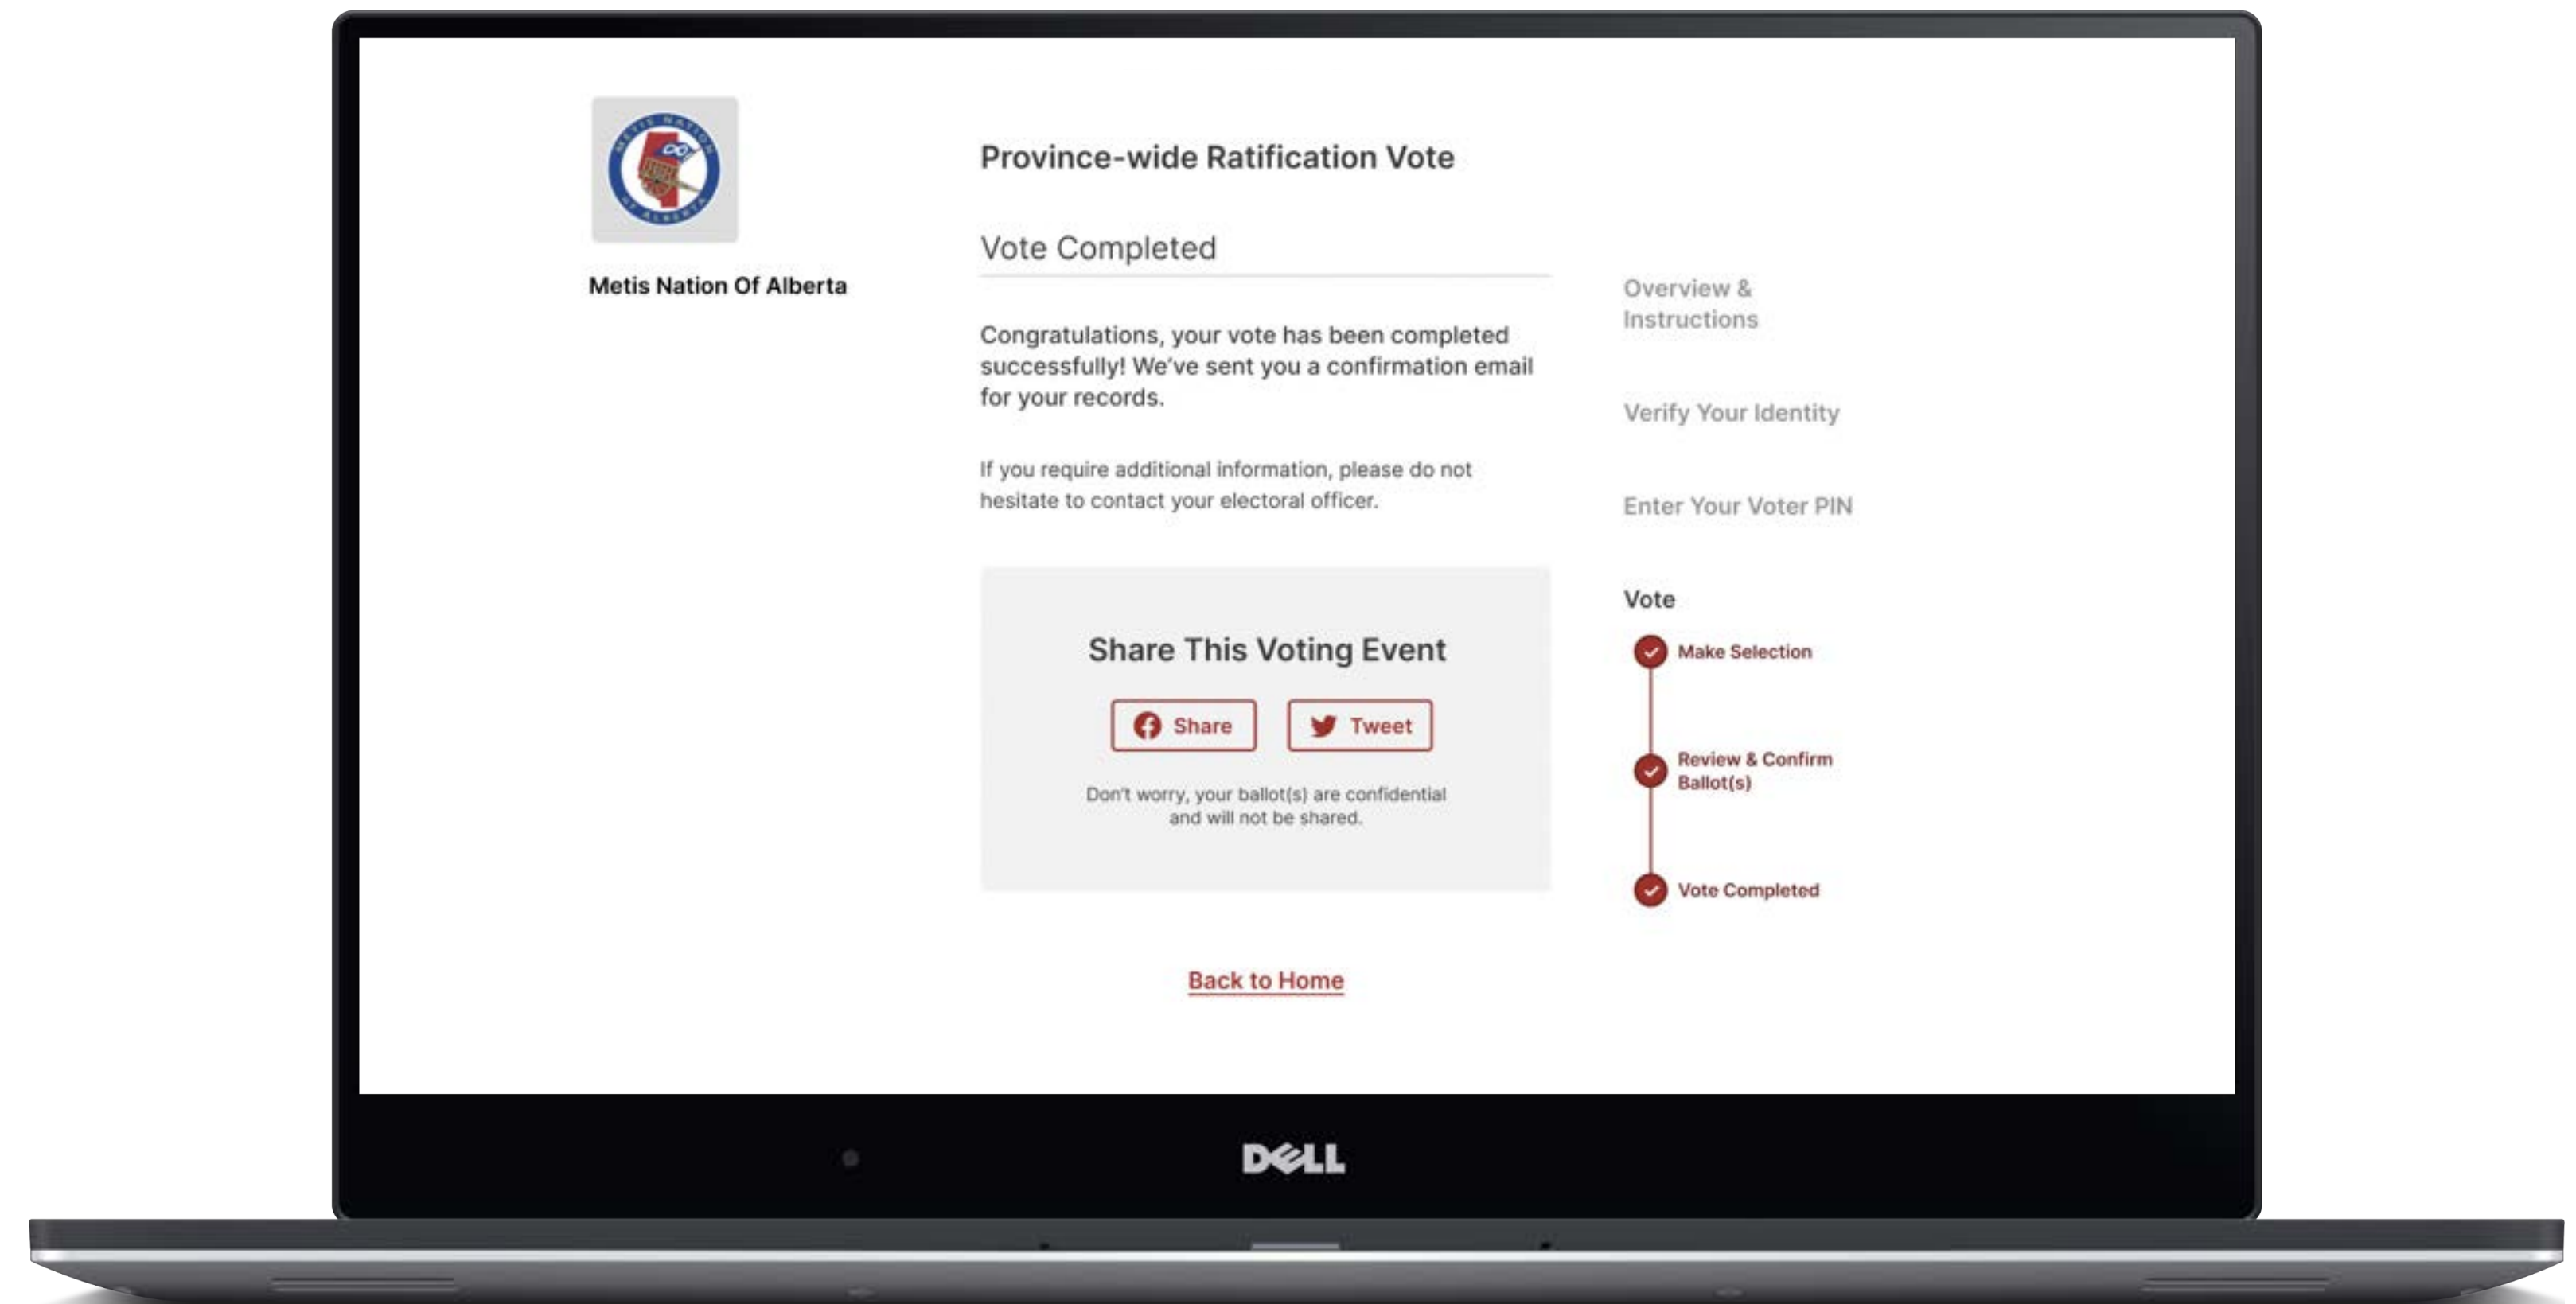 METIS NATION
OF ALBERTA
Metis Nation Of Alberta
Province-wide Ratification Vote
Vote Completed
Congratulations, your vote has been completed
successfully! We've sent you a confirmation email
for your records.
If you require additional information, please do not
hesitate to contact your electoral officer.
Share This Voting Event
Share
Tweet
Don't worry, your ballot(s) are confidential
and will not be shared.
Back to Home
Overview &
Instructions
Verify Your Identity
Enter Your Voter PIN
Vote
Make Selection
Review & Confirm
Ballot(s)
Vote Completed
DELL